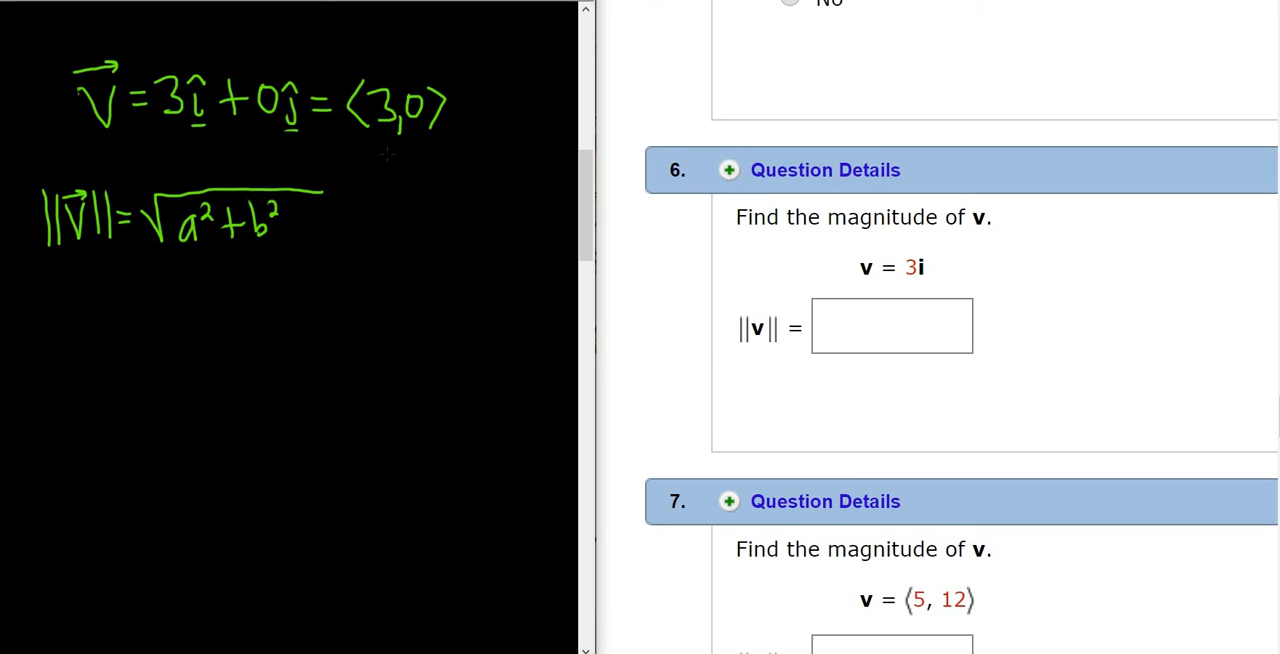 V⃗ = 3î + 0ĵ = ⟨3,0⟩
||V⃗|| = √(a² + b²)
No
6. Question Details
Find the magnitude of v.
v = 3i
||v|| =
7. Question Details
Find the magnitude of v.
v = ⟨5, 12⟩